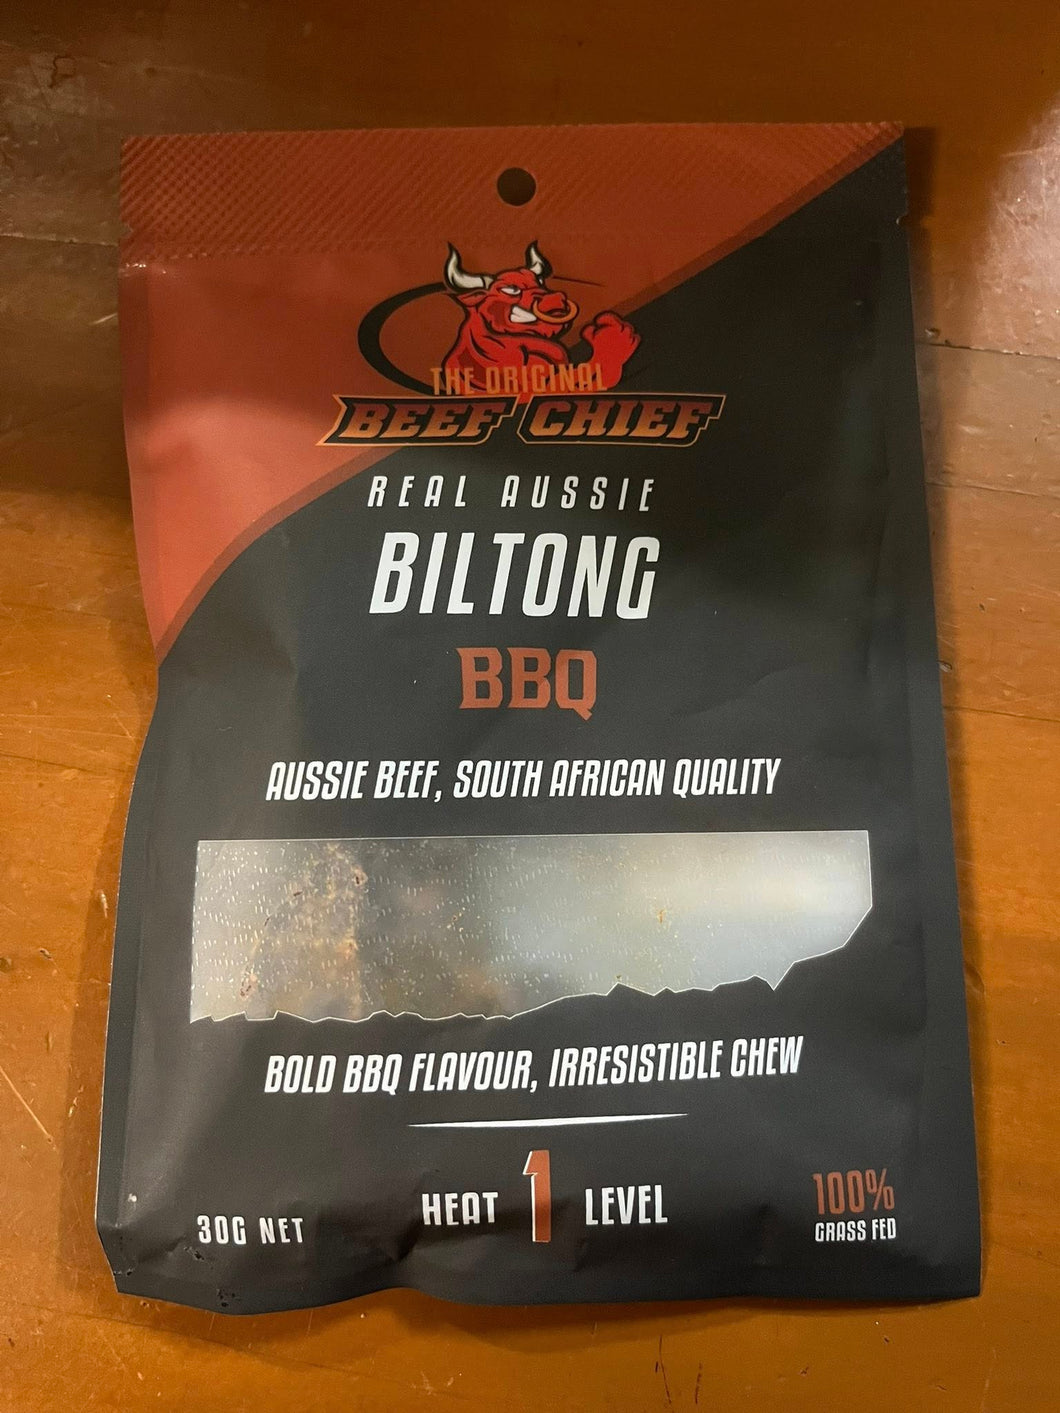 THE ORIGINAL
BEEF CHIEF
REAL AUSSIE
BILTONG
BBQ
AUSSIE BEEF, SOUTH AFRICAN QUALITY
BOLD BBQ FLAVOUR, IRRESISTIBLE CHEW
30G NET
HEAT 1 LEVEL
100%
GRASS FED